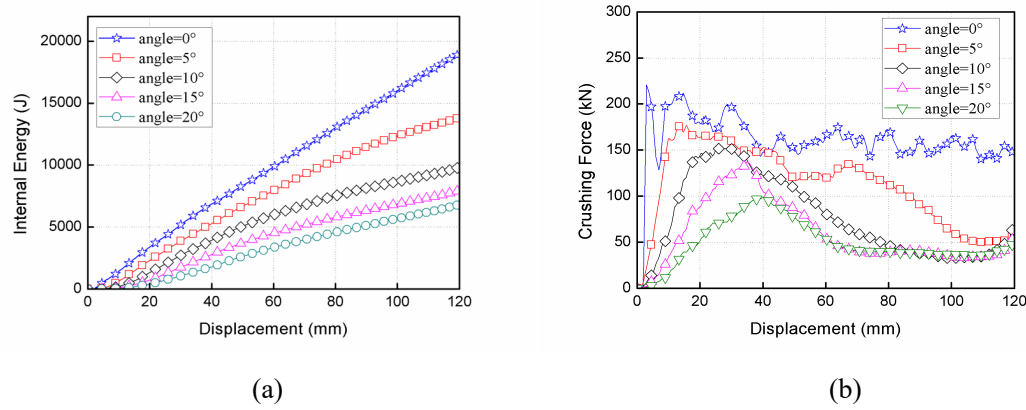 20000
15000
10000
5000
0
Internal Energy (J)
angle=0°
angle=5°
angle=10°
angle=15°
angle=20°
0 20 40 60 80 100 120
Displacement (mm)
(a)
300
250
200
150
100
50
0
Crushing Force (kN)
angle=0°
angle=5°
angle=10°
angle=15°
angle=20°
0 20 40 60 80 100 120
Displacement (mm)
(b)